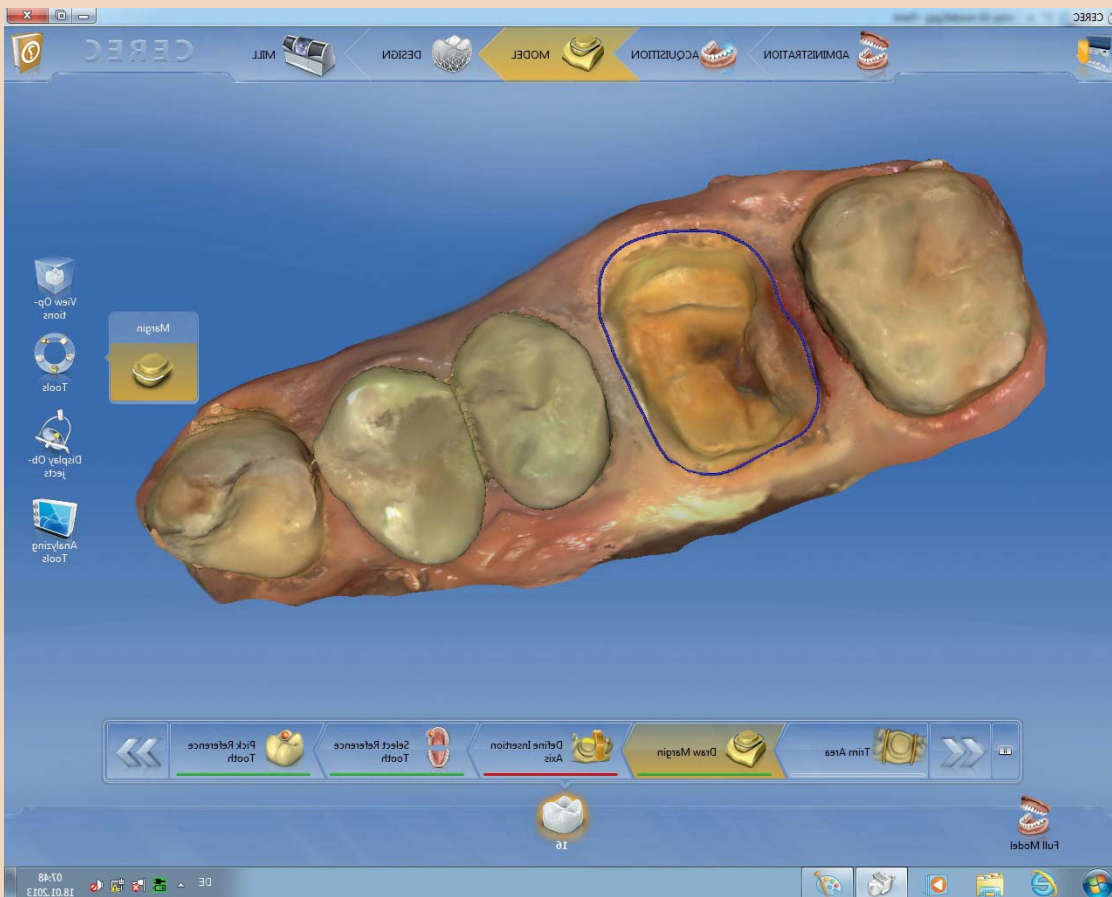 CEREC
ADMINISTRATION
ACQUISITION
MODEL
DESIGN
MILL
CEREC
Margin
View Op-
tions
Tools
Display Ob-
jects
Analyzing
Tools
Trim Area
Draw Margin
Define Insertion
Axis
Select Reference
Tooth
Pick Reference
Tooth
Full Model
16
DE
07:48
18.01.2013